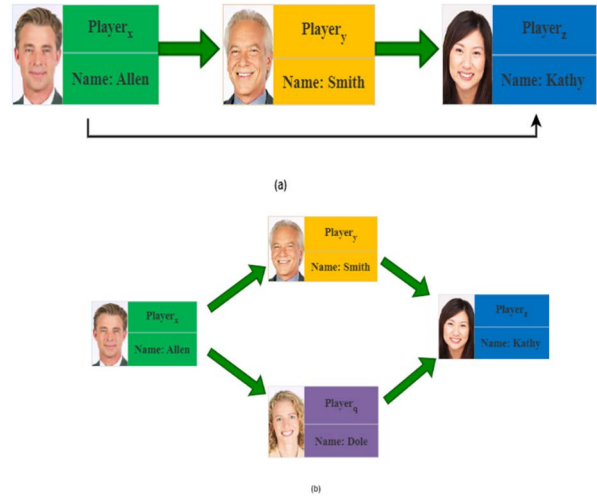 Playerx
Name: Allen
Playery
Name: Smith
Playerz
Name: Kathy
(a)
Playery
Name: Smith
Playerx
Name: Allen
Playerz
Name: Kathy
Playerq
Name: Dole
(b)